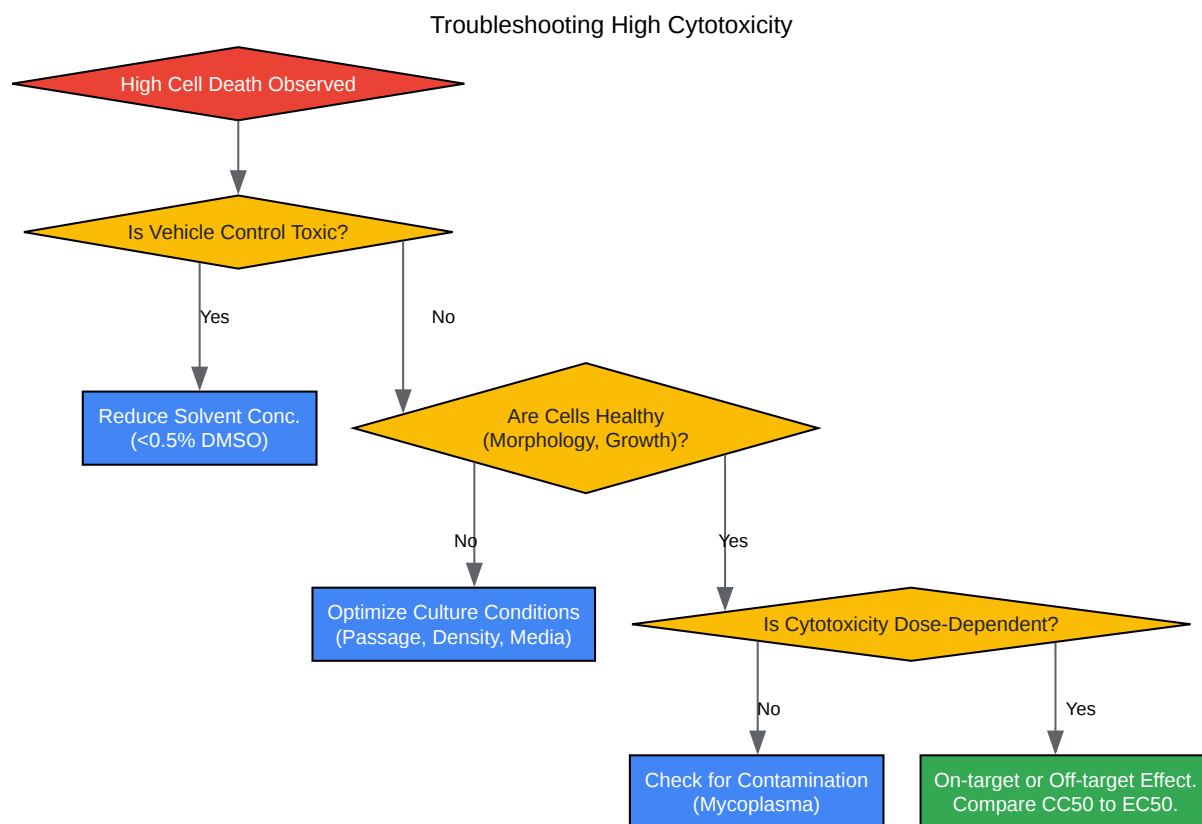 Troubleshooting High Cytotoxicity
High Cell Death Observed
Is Vehicle Control Toxic?
Yes
No
Reduce Solvent Conc.
(<0.5% DMSO)
Are Cells Healthy
(Morphology, Growth)?
No
Yes
Optimize Culture Conditions
(Passage, Density, Media)
Is Cytotoxicity Dose-Dependent?
No
Yes
Check for Contamination
(Mycoplasma)
On-target or Off-target Effect.
Compare CC50 to EC50.